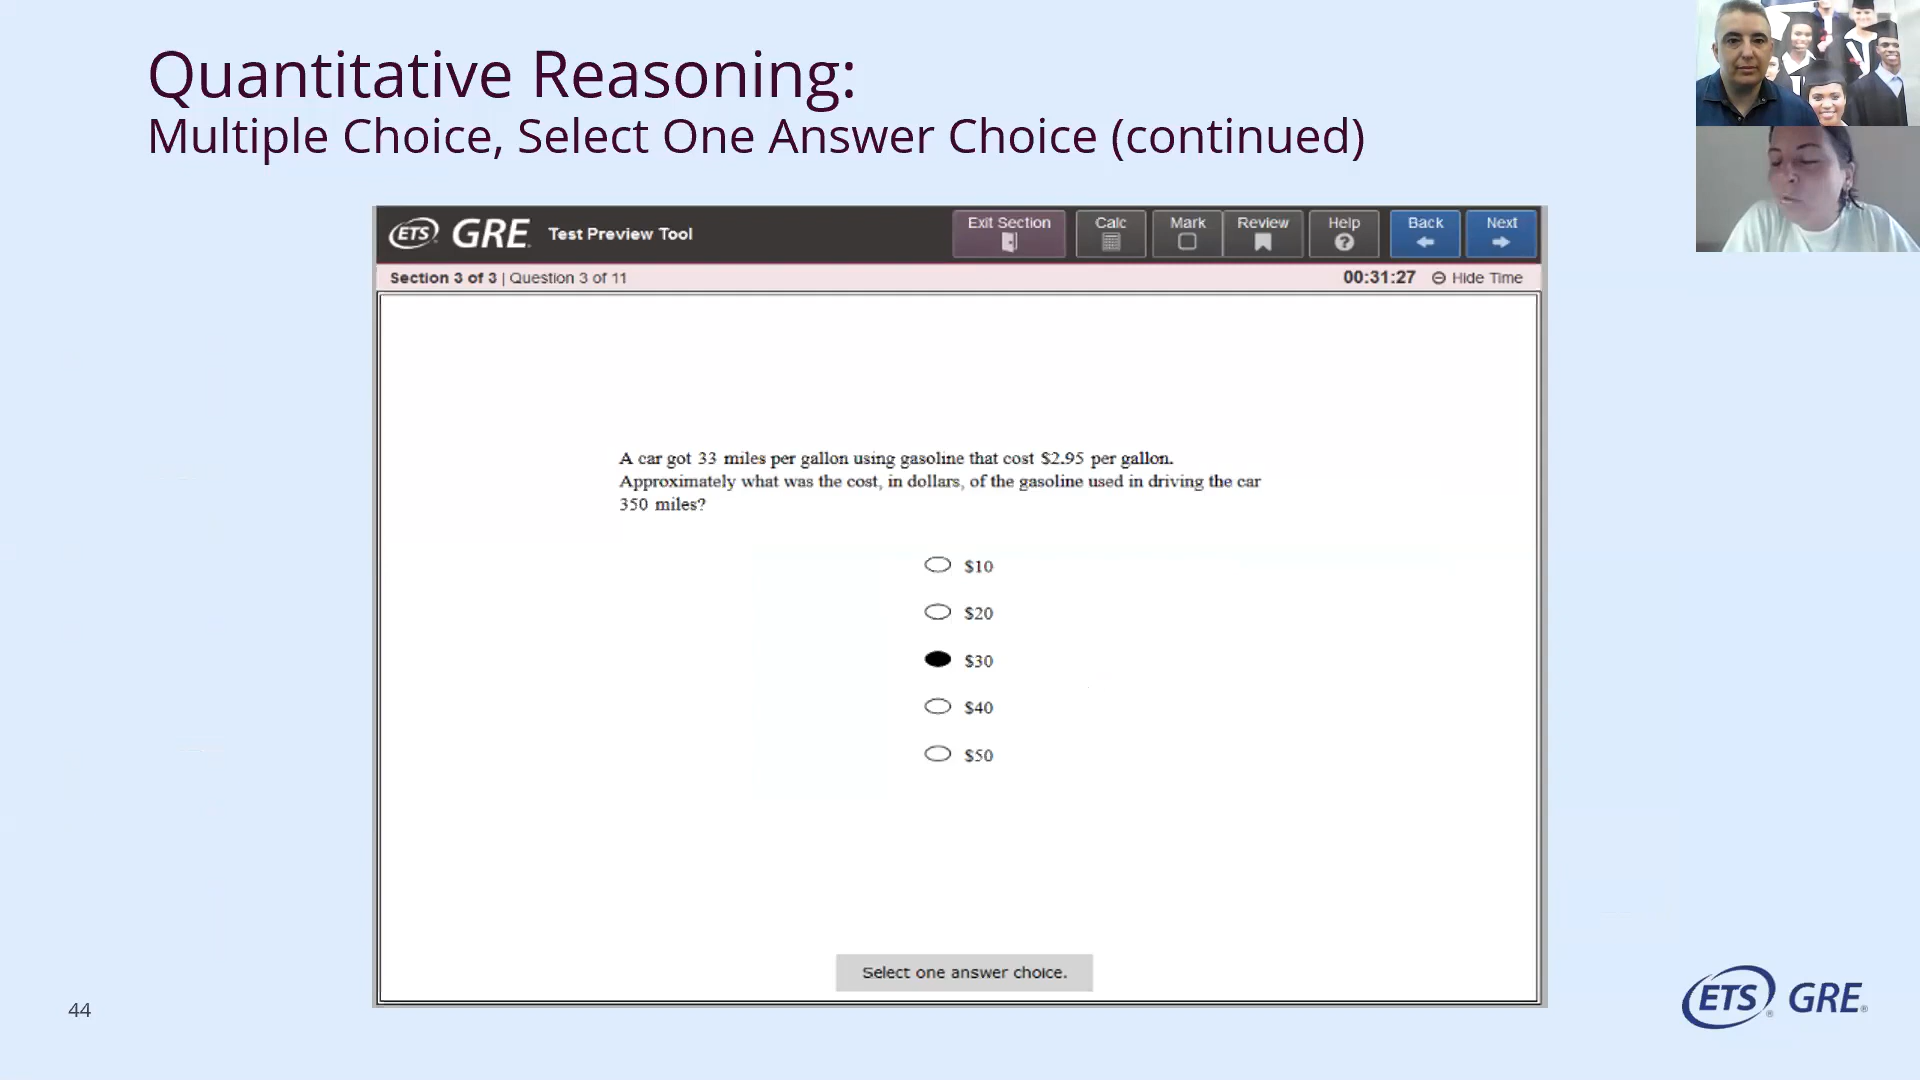 Quantitative Reasoning:
Multiple Choice, Select One Answer Choice (continued)
ETS GRE Test Preview Tool
Exit Section
Calc
Mark
Review
Help
Back
Next
Section 3 of 3 | Question 3 of 11
00:31:27 Hide Time
A car got 33 miles per gallon using gasoline that cost $2.95 per gallon.
Approximately what was the cost, in dollars, of the gasoline used in driving the car
350 miles?
$10
$20
$30
$40
$50
Select one answer choice.
44
ETS® GRE®